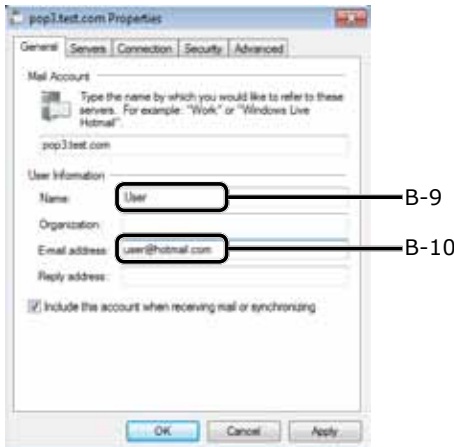 pop3.test.com Properties
General Servers Connection Security Advanced
Mail Account
Type the name by which you would like to refer to these
servers. For example: "Work" or "Windows Live
Hotmail".
pop3.test.com
User Information
Name: User
B-9
Organization:
E-mail address: user@hotmail.com
B-10
Reply address:
Include this account when receiving mail or synchronizing
OK Cancel Apply